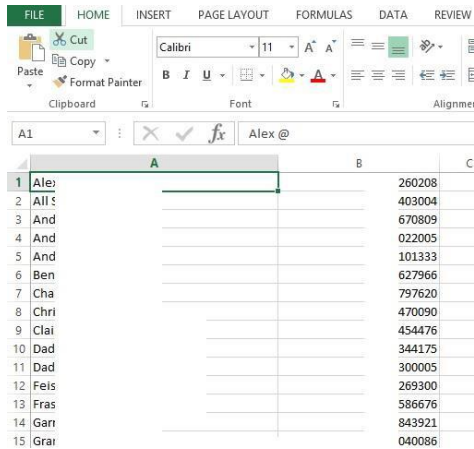 FILE HOME INSERT PAGE LAYOUT FORMULAS DATA REVIEW
Cut
Calibri 11 A A
Copy
Paste
Format Painter
B I U A
Clipboard Font Alignmen
A1 fx Alex @
A B C
1 Alex 260208
2 All S 403004
3 And 670809
4 And 022005
5 And 101333
6 Ben 627966
7 Cha 797620
8 Chri 470090
9 Clai 454476
10 Dad 344175
11 Dad 300005
12 Feis 269300
13 Fras 586676
14 Garr 843921
15 Gran 040086